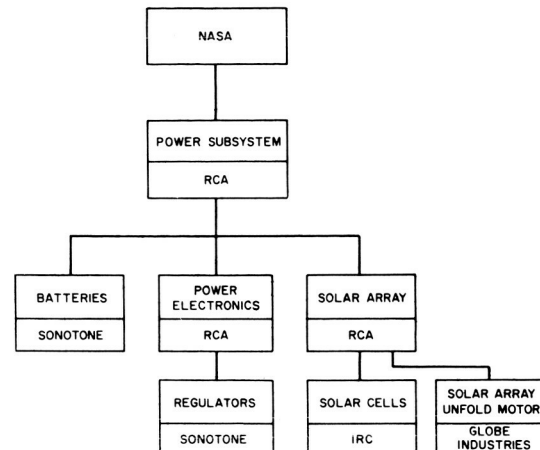 NASA
POWER SUBSYSTEM
RCA
BATTERIES
SONOTONE
POWER
ELECTRONICS
RCA
SOLAR ARRAY
RCA
REGULATORS
SONOTONE
SOLAR CELLS
IRC
SOLAR ARRAY
UNFOLD MOTOR
GLOBE
INDUSTRIES